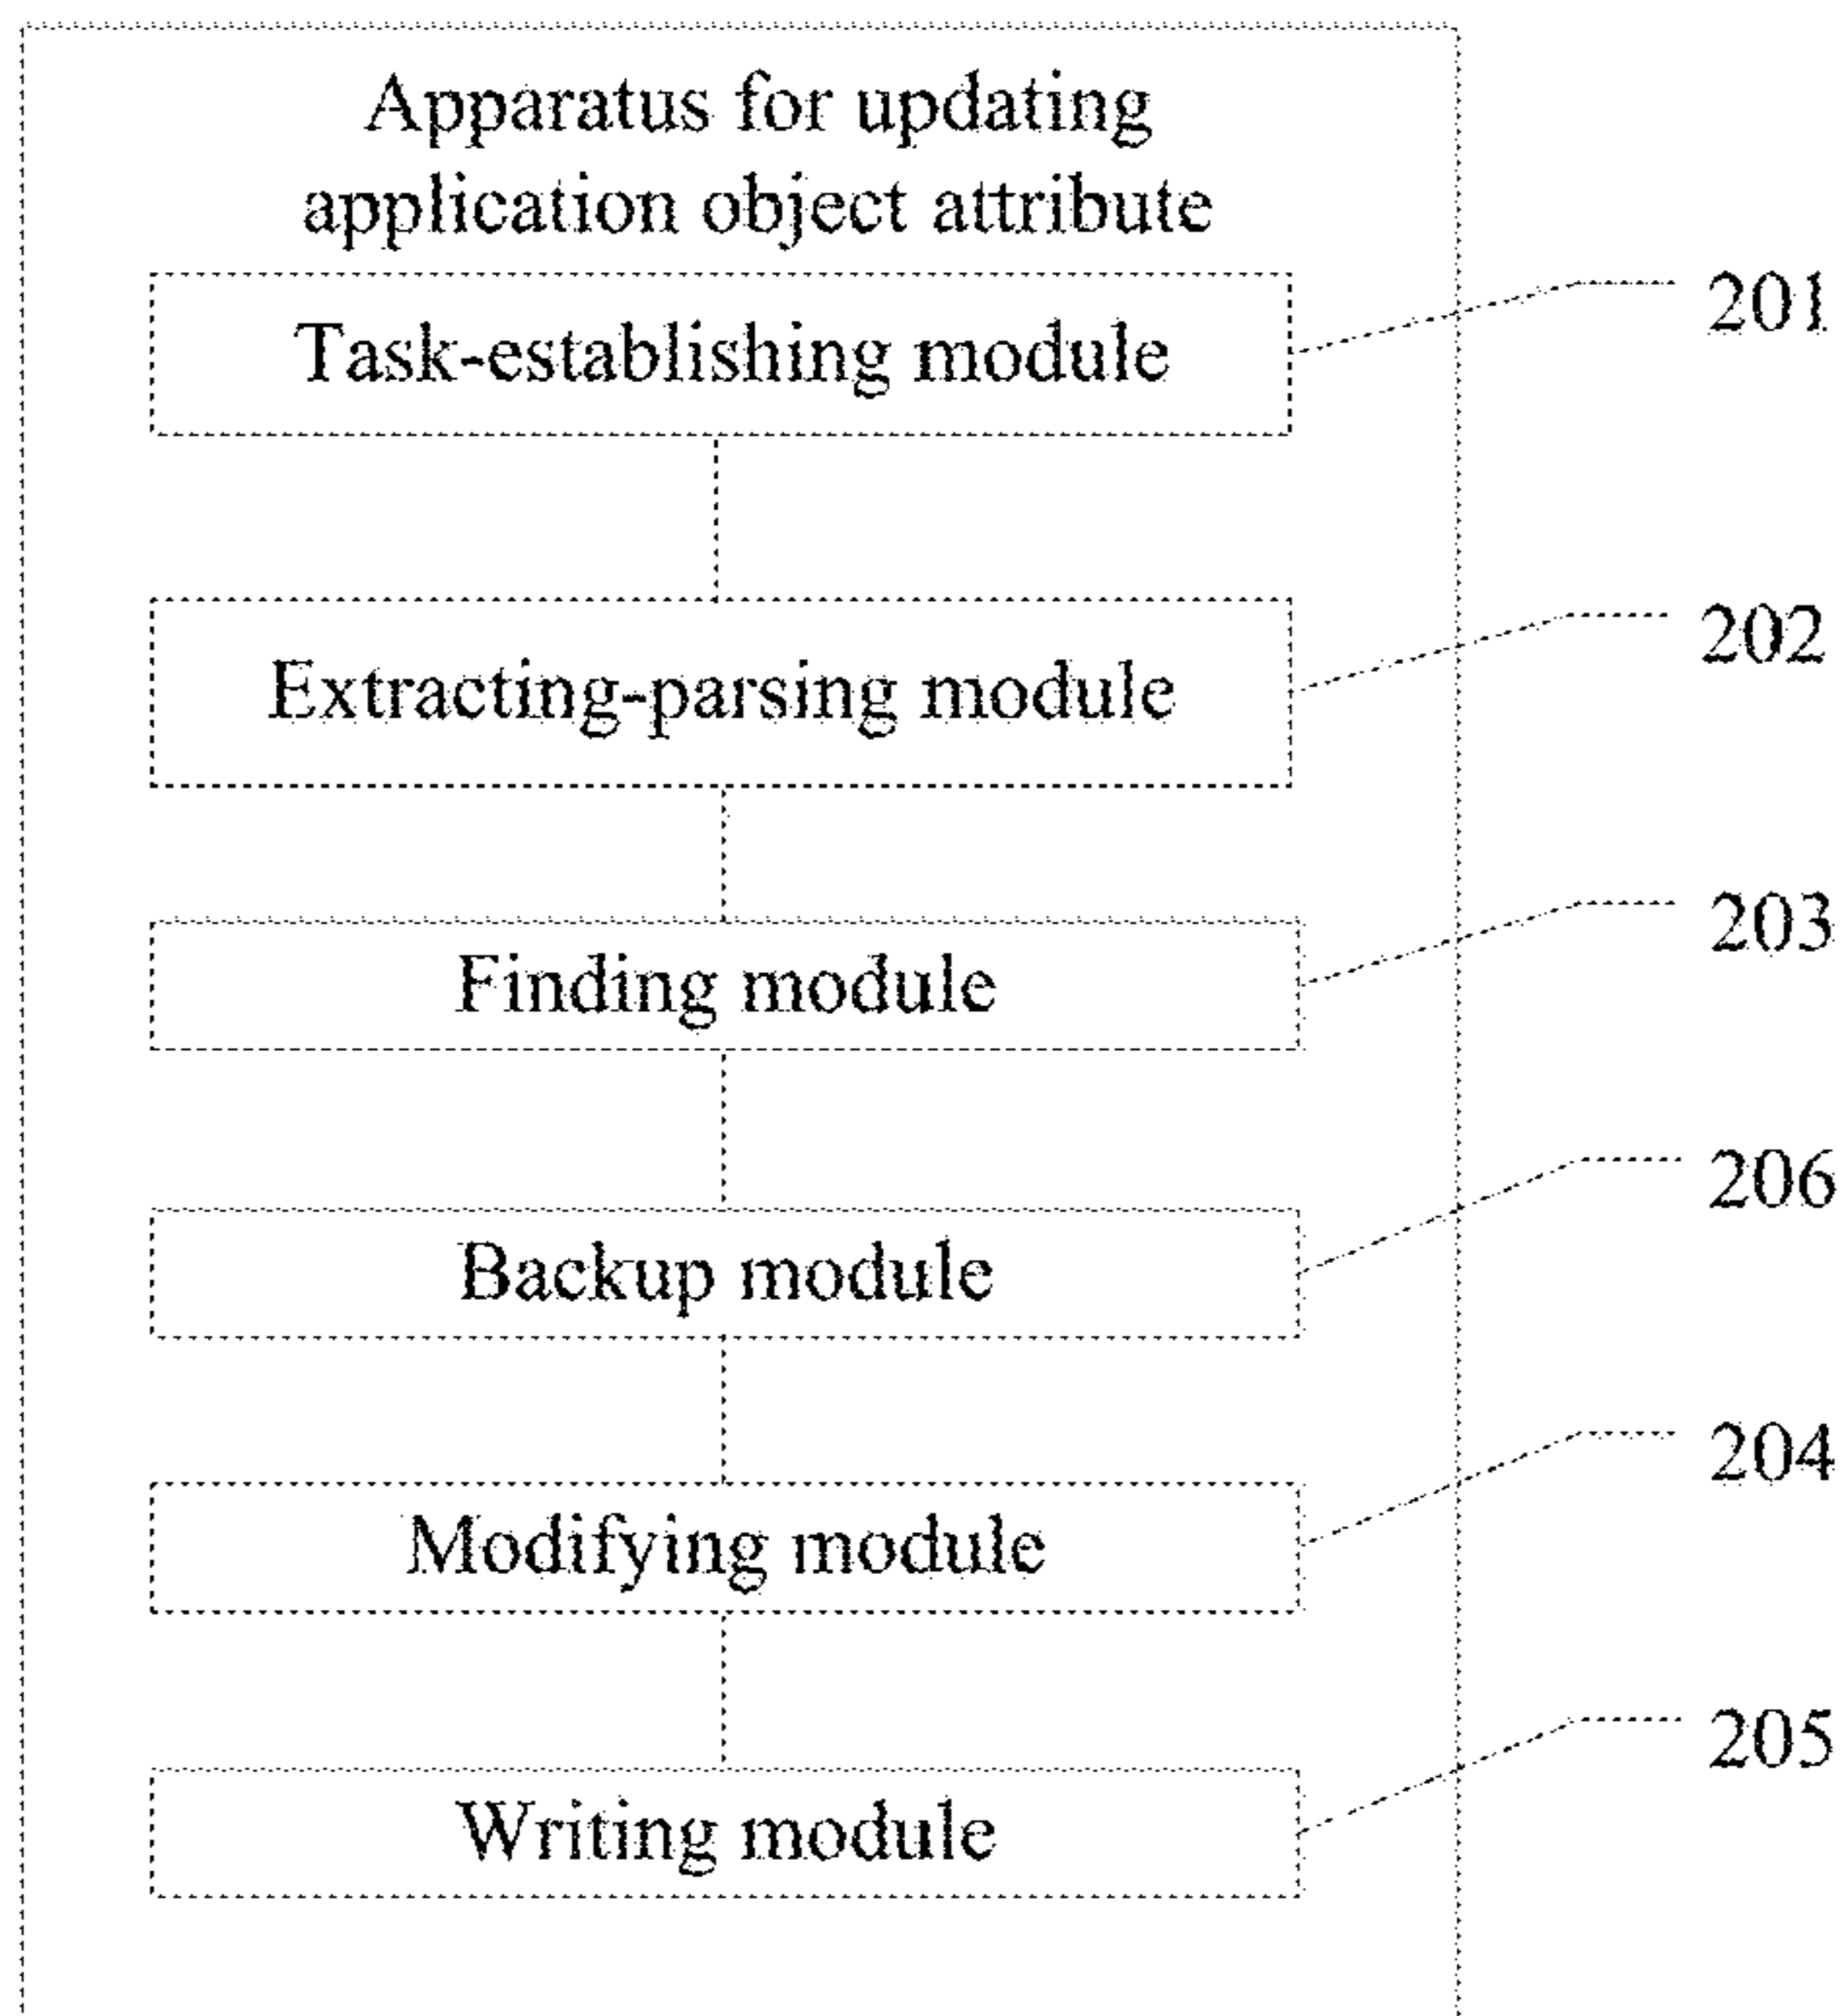 Apparatus for updating
application object attribute
Task-establishing module
201
Extracting-parsing module
202
Finding module
203
Backup module
206
Modifying module
204
Writing module
205